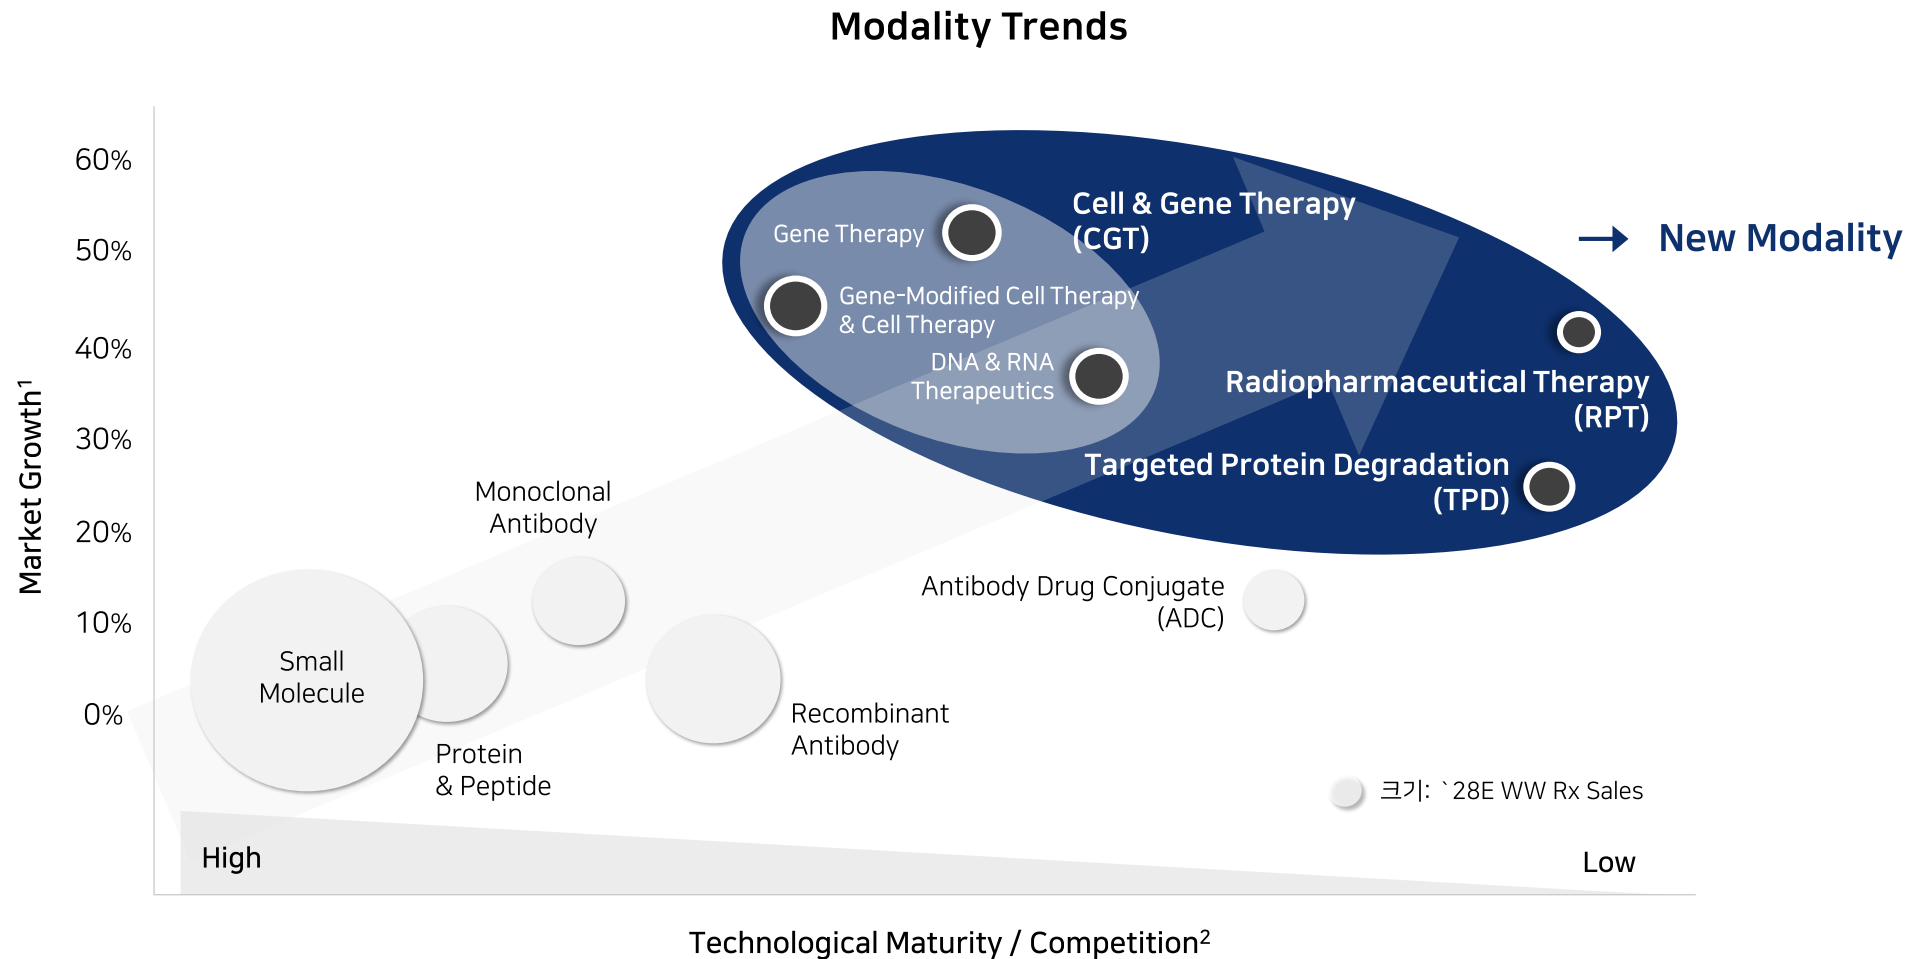 Modality Trends
60%
50%
40%
30%
20%
10%
0%
Market Growth¹
Gene Therapy
Cell & Gene Therapy
(CGT)
Gene-Modified Cell Therapy
& Cell Therapy
DNA & RNA
Therapeutics
→ New Modality
Radiopharmaceutical Therapy
(RPT)
Targeted Protein Degradation
(TPD)
Monoclonal
Antibody
Antibody Drug Conjugate
(ADC)
Small
Molecule
Protein
& Peptide
Recombinant
Antibody
크기: `28E WW Rx Sales
High
Low
Technological Maturity / Competition²